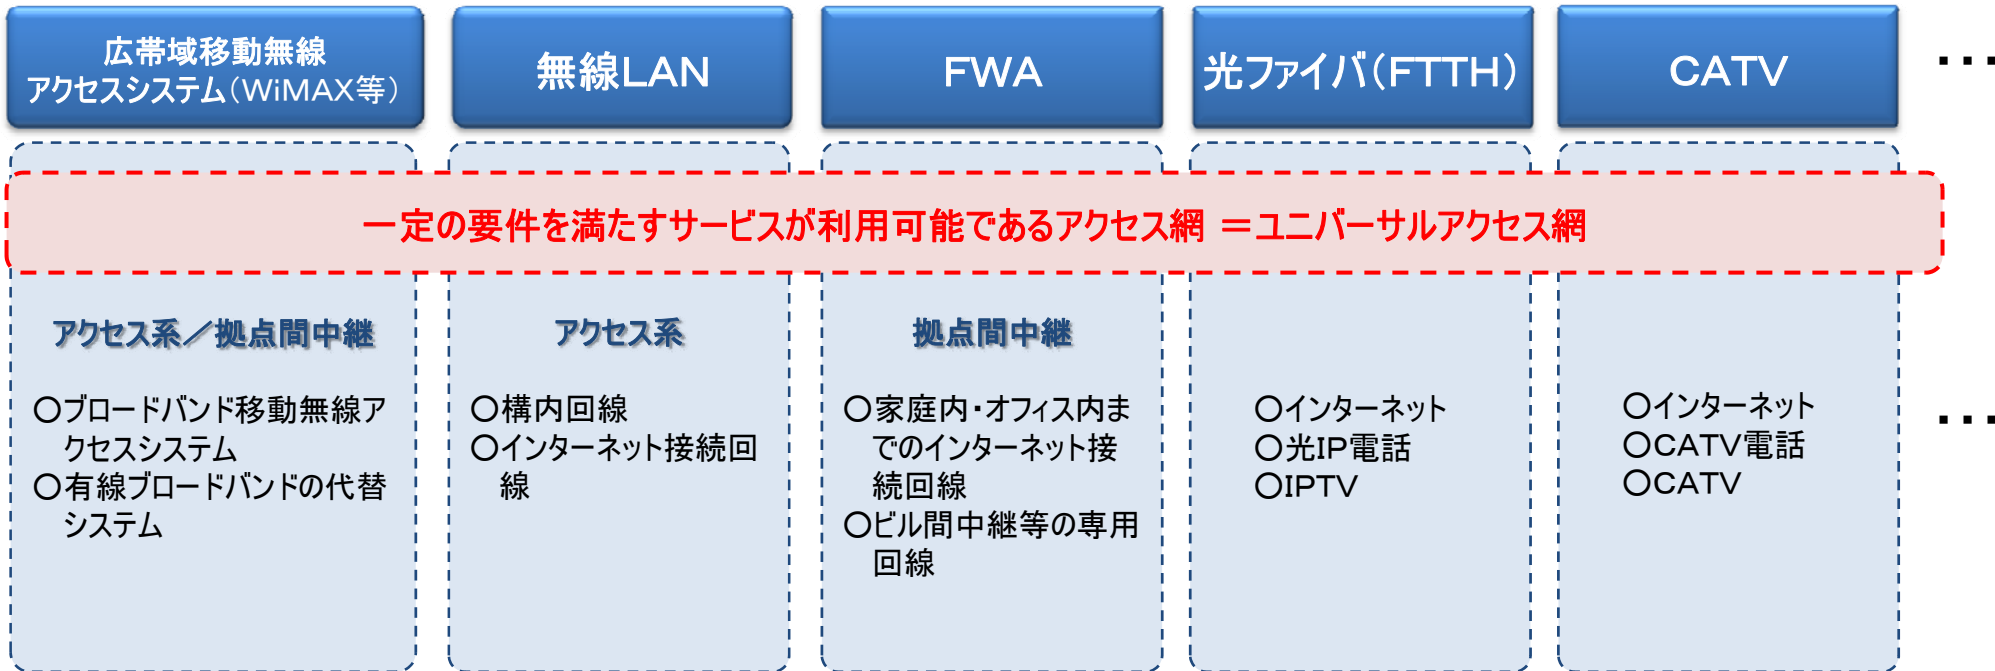 広帯域移動無線
アクセスシステム（WiMAX等）
無線LAN
FWA
光ファイバ（FTTH）
CATV
・・・
一定の要件を満たすサービスが利用可能であるアクセス網 ＝ユニバーサルアクセス網
アクセス系／拠点間中継
○ブロードバンド移動無線ア
クセスシステム
○有線ブロードバンドの代替
システム
アクセス系
○構内回線
○インターネット接続回
線
拠点間中継
○家庭内・オフィス内ま
でのインターネット接
続回線
○ビル間中継等の専用
回線
○インターネット
○光IP電話
○IPTV
○インターネット
○CATV電話
○CATV
・・・